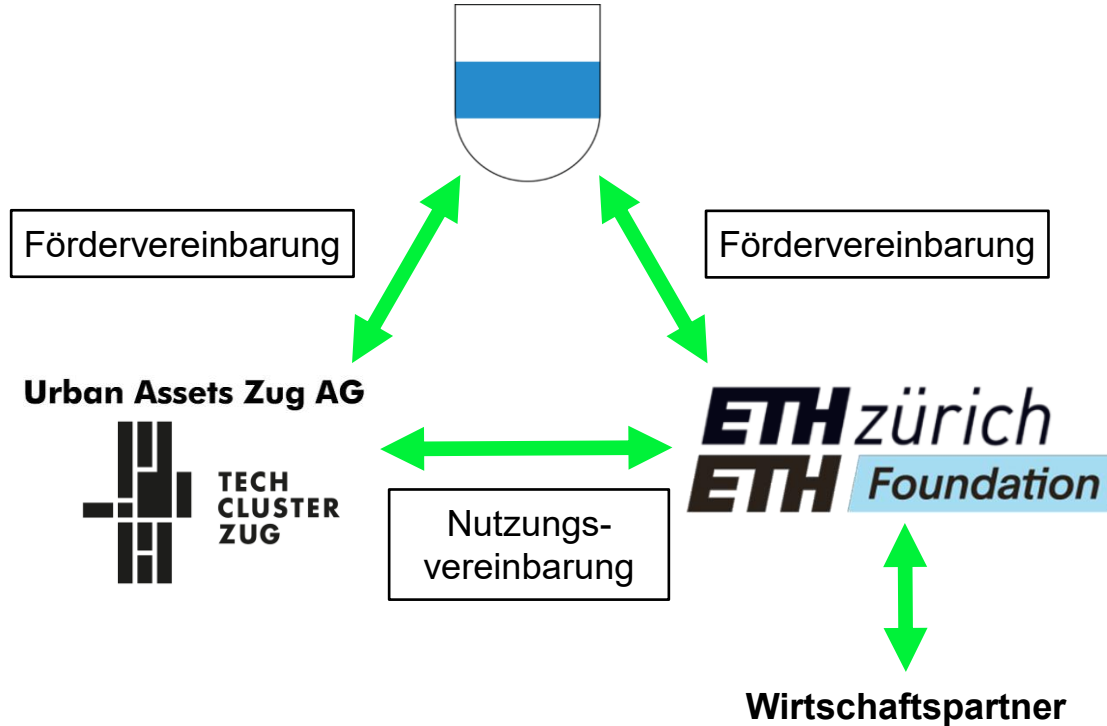 Fördervereinbarung
Fördervereinbarung
Urban Assets Zug AG
TECH
CLUSTER
ZUG
ETH zürich
ETH Foundation
Nutzungs-
vereinbarung
Wirtschaftspartner